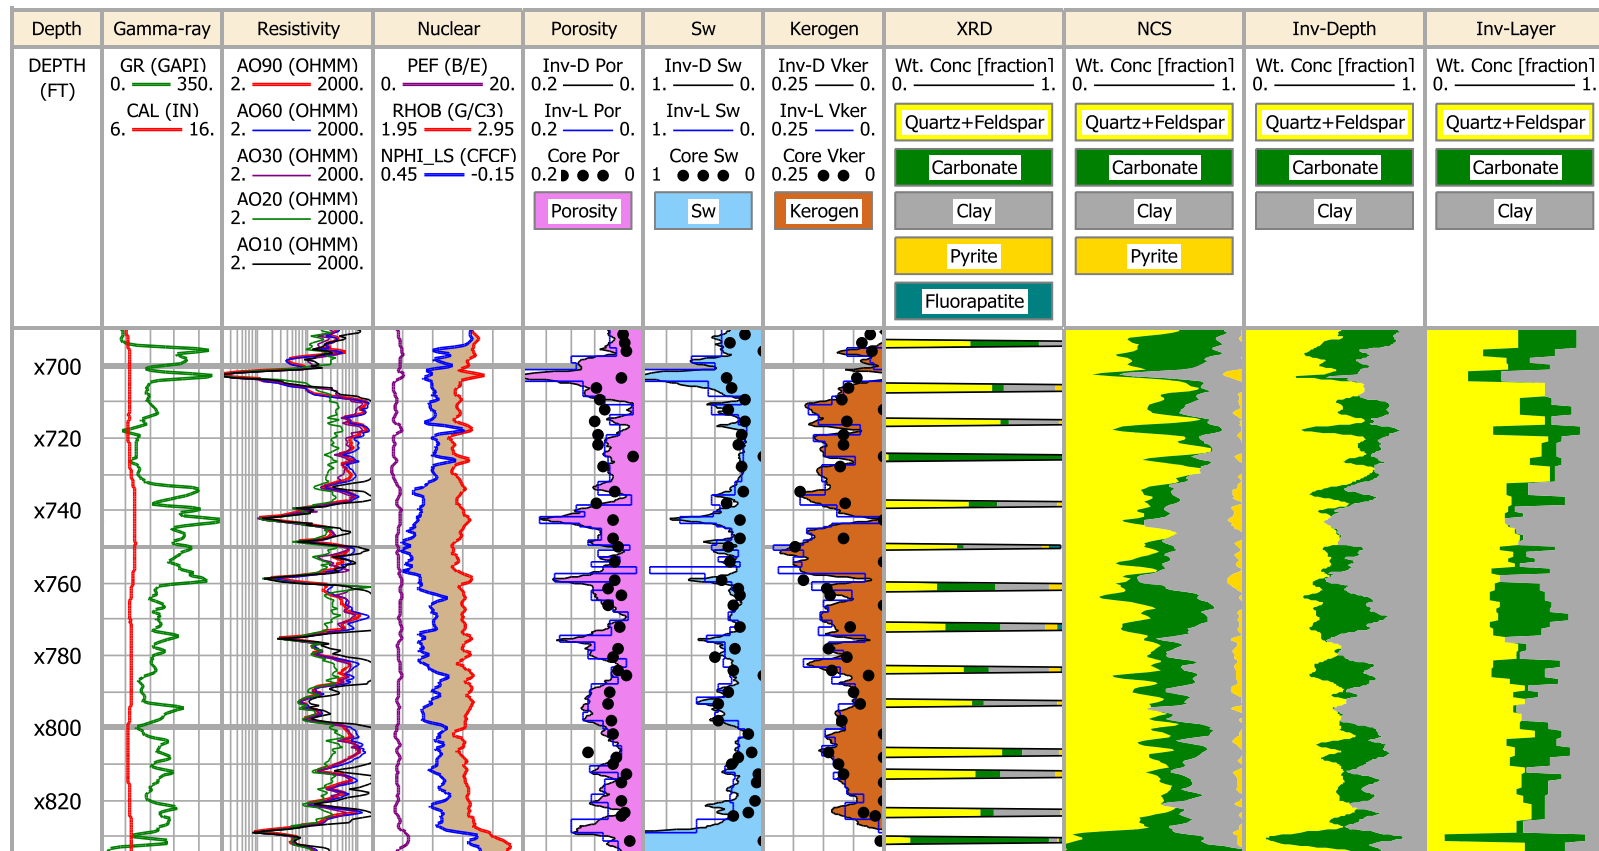 Depth Gamma-ray Resistivity Nuclear Porosity Sw Kerogen XRD NCS Inv-Depth Inv-Layer
DEPTH
(FT)
GR (GAPI)
0. 350.
CAL (IN)
6. 16.
AO90 (OHMM)
2. 2000.
AO60 (OHMM)
2. 2000.
AO30 (OHMM)
2. 2000.
AO20 (OHMM)
2. 2000.
AO10 (OHMM)
2. 2000.
PEF (B/E)
0. 20.
RHOB (G/C3)
1.95 2.95
NPHI_LS (CFCF)
0.45 -0.15
Inv-D Por
0.2 0.
Inv-L Por
0.2 0.
Core Por
0.2 0
Porosity
Inv-D Sw
1. 0.
Inv-L Sw
1. 0.
Core Sw
1 0
Sw
Inv-D Vker
0.25 0.
Inv-L Vker
0.25 0.
Core Vker
0.25 0
Kerogen
Wt. Conc [fraction]
0. 1.
Quartz+Feldspar
Carbonate
Clay
Pyrite
Fluorapatite
Wt. Conc [fraction]
0. 1.
Quartz+Feldspar
Carbonate
Clay
Pyrite
Wt. Conc [fraction]
0. 1.
Quartz+Feldspar
Carbonate
Clay
Wt. Conc [fraction]
0. 1.
Quartz+Feldspar
Carbonate
Clay
x700
x720
x740
x760
x780
x800
x820